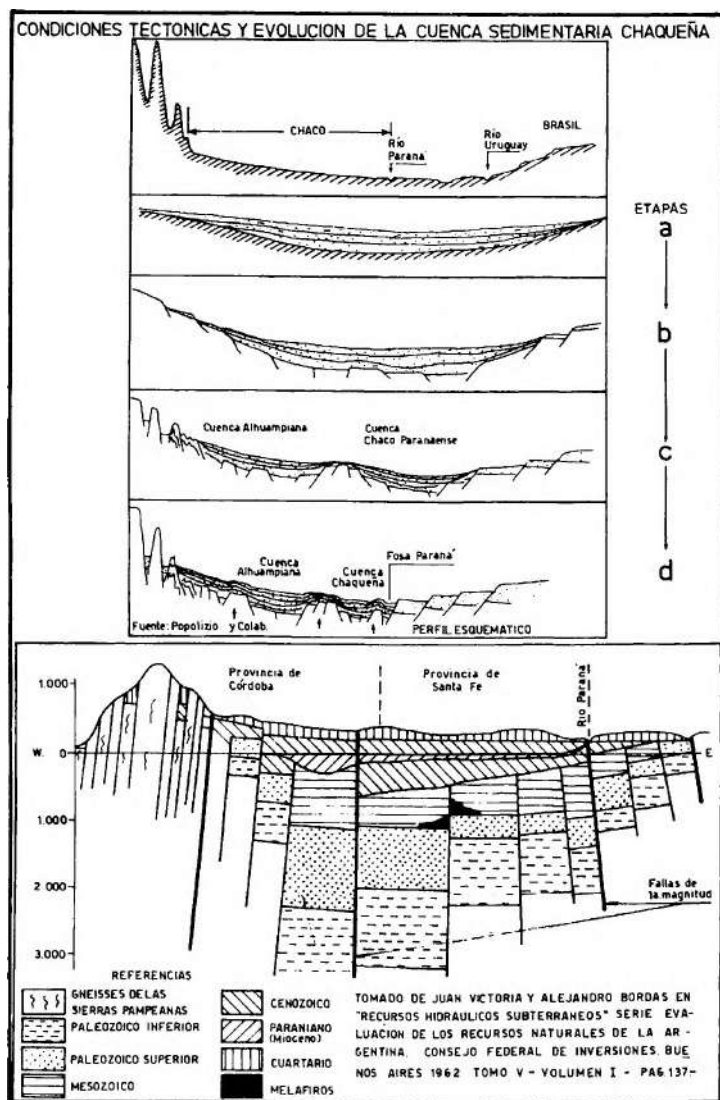 CONDICIONES TECTONICAS Y EVOLUCION DE LA CUENCA SEDIMENTARIA CHAQUEÑA
CHACO
Río
Paraná
Río
Uruguay
BRASIL
ETAPAS
a
b
Cuenca Alhuampiana
Cuenca
Chaco Paranaense
c
Cuenca
Alhuampiana
Cuenca
Chaqueña
Fosa Paraná
d
Fuente: Popolizio y Colab.
PERFIL ESQUEMATICO
Provincia de
Córdoba
Provincia de
Santa Fe
Río Paraná
1.000
W.
0
E
1.000
2 000
3.000
Fallas de
la magnitud
REFERENCIAS
GNEISSES DE LAS
SIERRAS PAMPEANAS
PALEOZOICO INFERIOR
PALEOZOICO SUPERIOR
MESOZOICO
CENOZOICO
PARANIANO
(Mioceno)
CUARTARIO
MELAFIROS
TOMADO DE JUAN VICTORIA Y ALEJANDRO BORDAS EN
"RECURSOS HIDRAULICOS SUBTERRANEOS" SERIE EVA-
LUACION DE LOS RECURSOS NATURALES DE LA AR-
GENTINA. CONSEJO FEDERAL DE INVERSIONES. BUE
NOS AIRES 1962 TOMO V - VOLUMEN I - PAG.137-